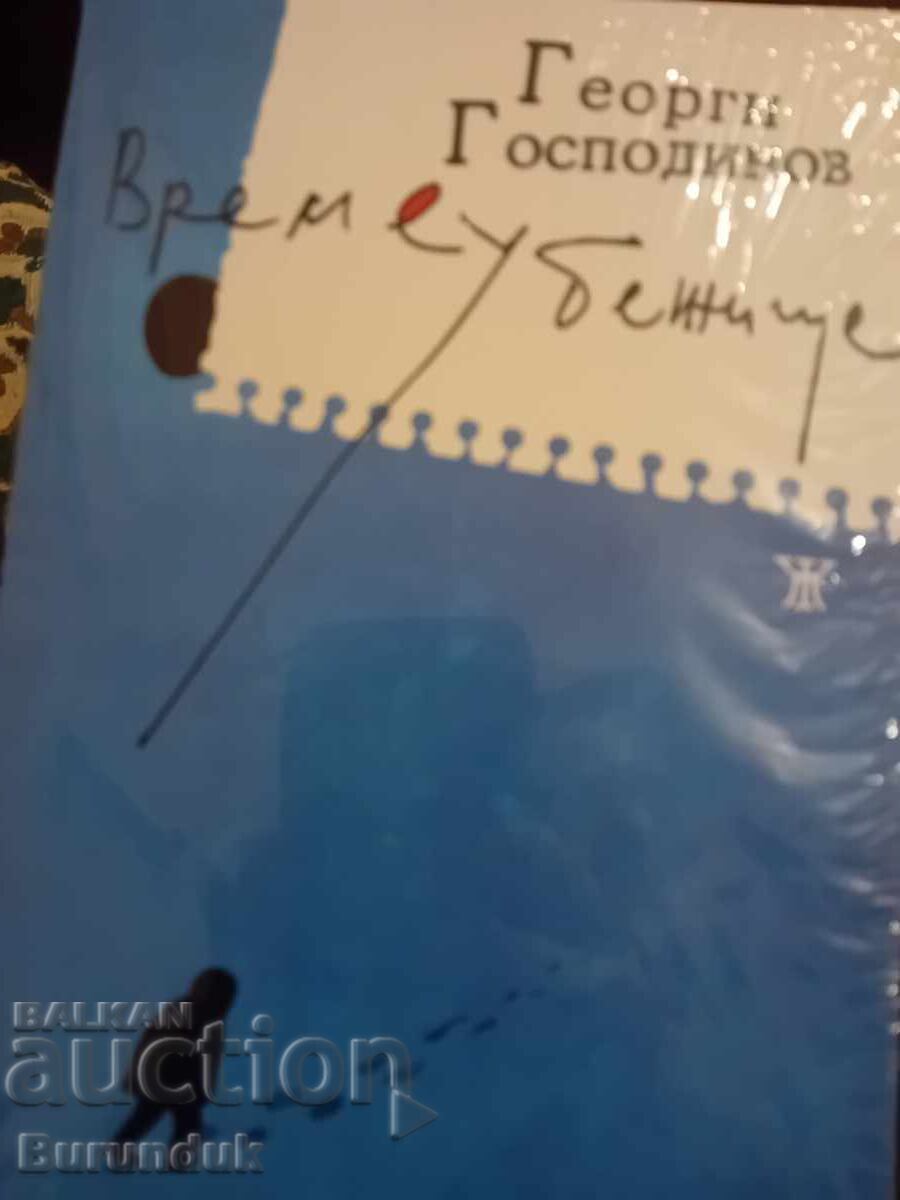 Георги
Господинов
Времеубежище
Ж
BALKAN
auction
Burunduk